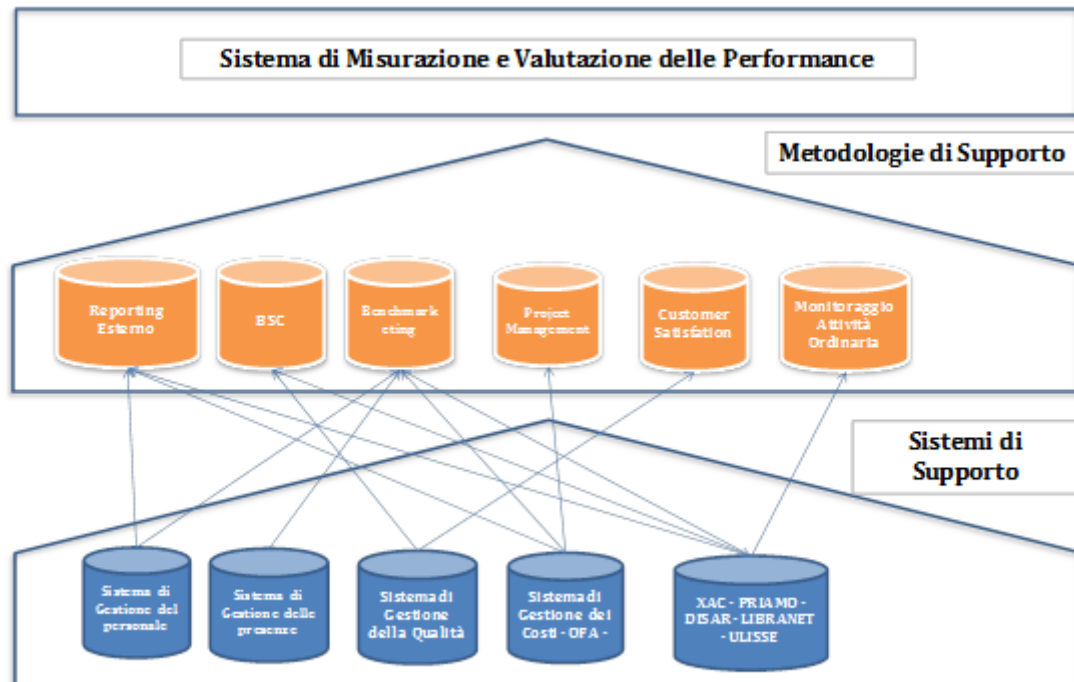 Sistema di Misurazione e Valutazione delle Performance
Metodologie di Supporto
Reporting
Esterno
BSC
Benchmark
eting
Project
Management
Customer
Satisfation
Monitoraggio
Attività
Ordinaria
Sistemi di
Supporto
Sistema di
Gestione del
personale
Sistema di
Gestione delle
presenze
Sistema di
Gestione
della Qualità
Sistema di
Gestione dei
Costi - OFA -
XAC - PRIAMO -
DISAR - LIBRANET
- ULISSE